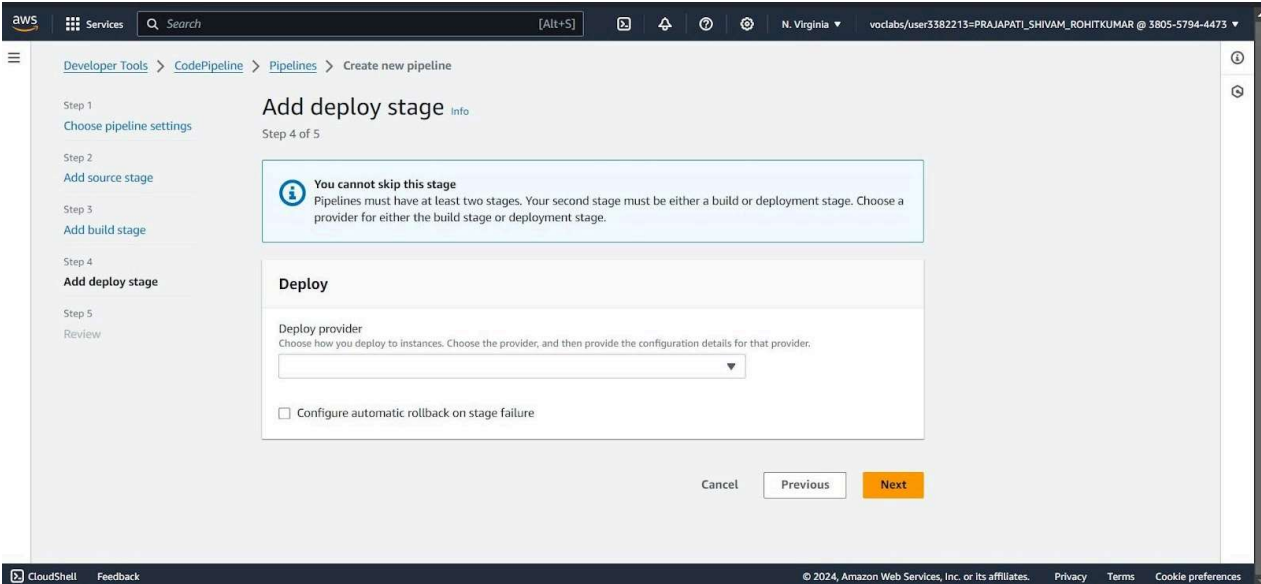 aws Services Search [Alt+S] N. Virginia ▼ voclabs/user3382213=PRAJAPATI_SHIVAM_ROHITKUMAR @ 3805-5794-4473 ▼
Developer Tools > CodePipeline > Pipelines > Create new pipeline
Step 1
Choose pipeline settings
Step 2
Add source stage
Step 3
Add build stage
Step 4
Add deploy stage
Step 5
Review
Add deploy stage Info
Step 4 of 5
You cannot skip this stage
Pipelines must have at least two stages. Your second stage must be either a build or deployment stage. Choose a
provider for either the build stage or deployment stage.
Deploy
Deploy provider
Choose how you deploy to instances. Choose the provider, and then provide the configuration details for that provider.
Configure automatic rollback on stage failure
Cancel Previous Next
CloudShell Feedback © 2024, Amazon Web Services, Inc. or its affiliates. Privacy Terms Cookie preferences